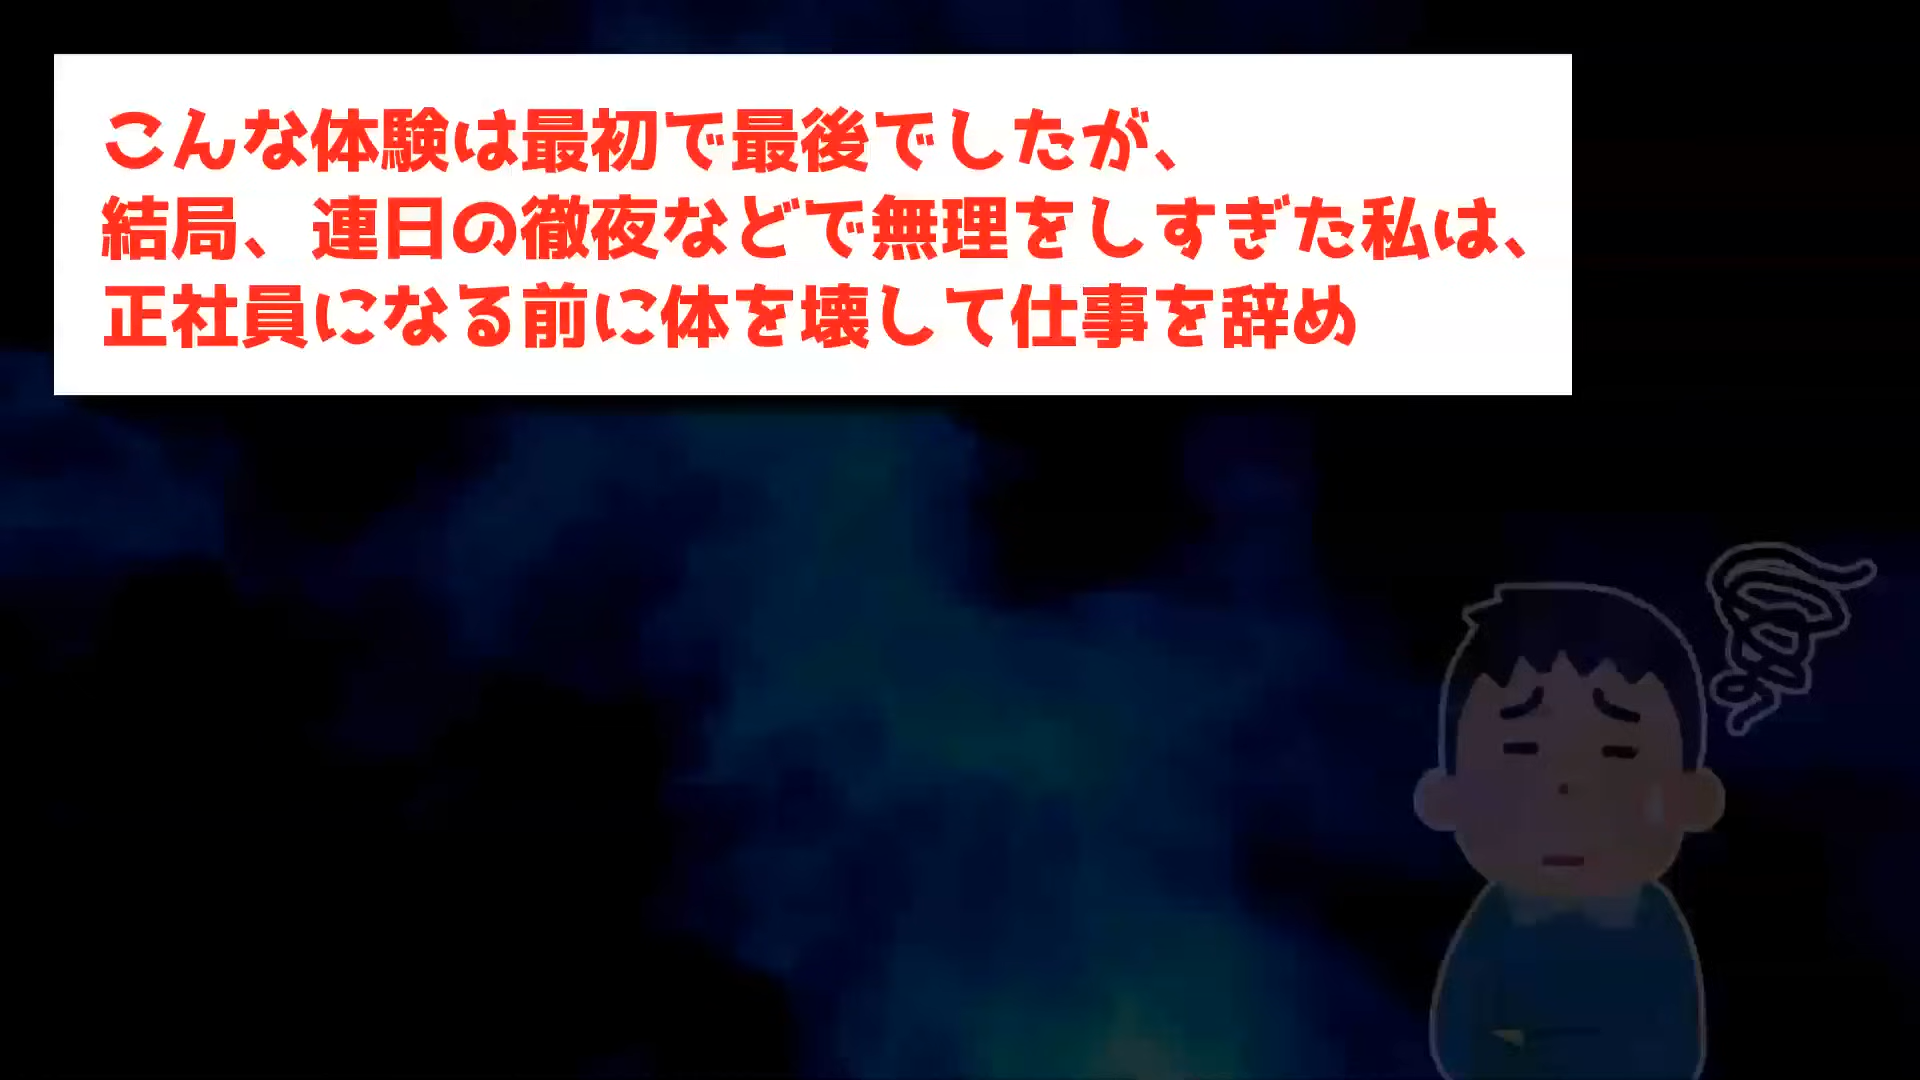 こんな体験は最初で最後でしたが、
結局、連日の徹夜などで無理をしすぎた私は、
正社員になる前に体を壊して仕事を辞め